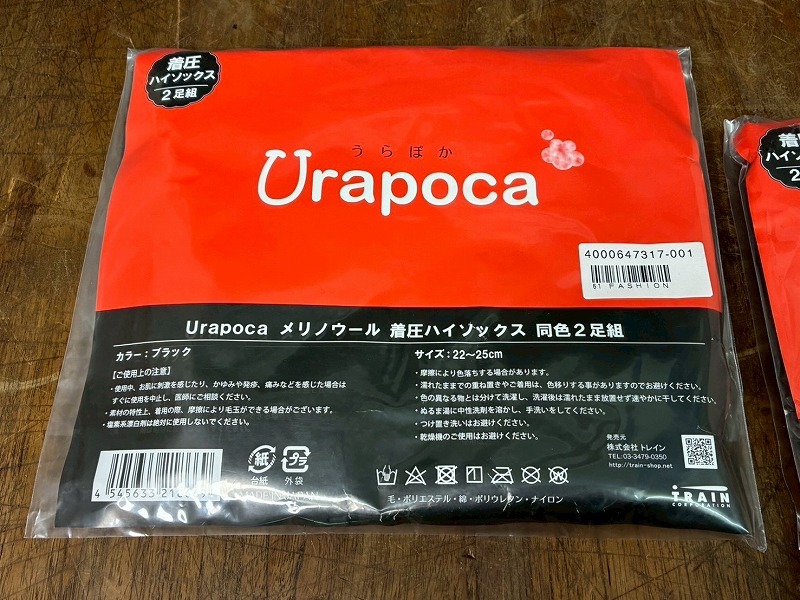 着圧
ハイソックス
2足組
うらぽか
Urapoca
4000647317-001
61 FASHION
Urapoca メリノウール 着圧ハイソックス 同色2足組
カラー：ブラック
サイズ：22〜25cm
【ご使用上の注意】
・使用中、お肌に刺激を感じたり、かゆみや発疹、痛みなどを感じた場合は
すぐに使用を中止し、医師にご相談ください。
・素材の特性上、着用の際、摩擦により毛玉ができる場合がございます。
・塩素系漂白剤は絶対に使用しないでください。
・摩擦により色落ちする場合があります。
・濡れたままでの重ね置きやご着用は、色移りする事がありますのでお避けください。
・色の異なる物とは分けて洗濯し、洗濯後は濡れたまま放置せず速やかに干してください。
・ぬるま湯に中性洗剤を溶かし、手洗いをしてください。
・つけ置き洗いはお避けください。
・乾燥機のご使用はお避けください。
発売元
株式会社 トレイン
TEL:03-3479-0350
http://train-shop.net
紙
台紙
プラ
外袋
MADE IN JAPAN
4 545633
毛・ポリエステル・綿・ポリウレタン・ナイロン
TRAIN
CORPORATION
着圧
ハイソ
2